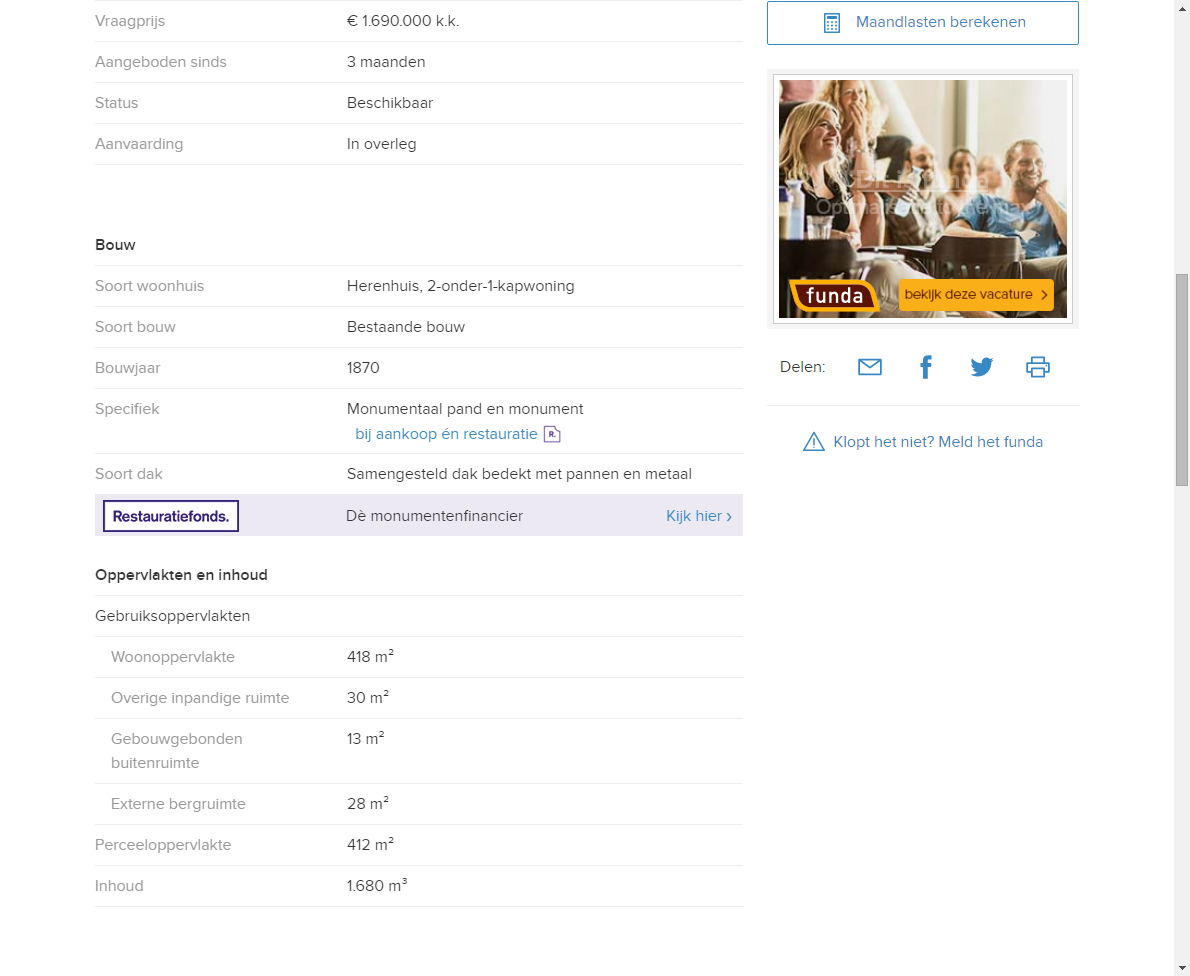 Vraagprijs € 1.690.000 k.k.
Aangeboden sinds 3 maanden
Status Beschikbaar
Aanvaarding In overleg
Bouw
Soort woonhuis Herenhuis, 2-onder-1-kapwoning
Soort bouw Bestaande bouw
Bouwjaar 1870
Specifiek Monumentaal pand en monument
bij aankoop én restauratie R.
Soort dak Samengesteld dak bedekt met pannen en metaal
Restauratiefonds. Dè monumentenfinancier Kijk hier ›
Oppervlakten en inhoud
Gebruiksoppervlakten
Woonoppervlakte 418 m²
Overige inpandige ruimte 30 m²
Gebouwgebonden 13 m²
buitenruimte
Externe bergruimte 28 m²
Perceeloppervlakte 412 m²
Inhoud 1.680 m³
Maandlasten berekenen
Dit is funda
funda
bekijk deze vacature
Delen:
Klopt het niet? Meld het funda